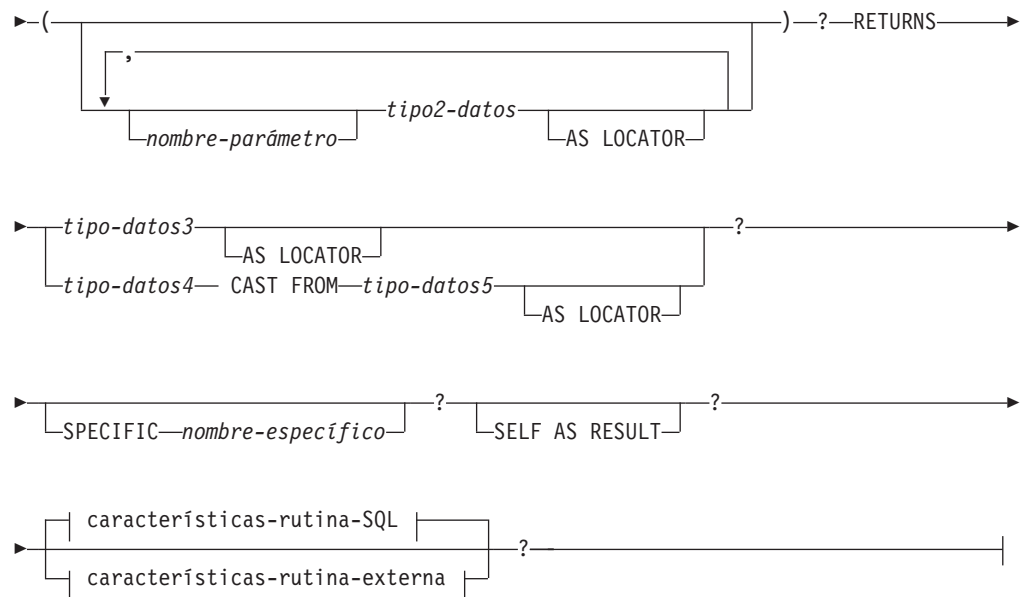 ( ) ? RETURNS
,
tipo2-datos
nombre-parámetro AS LOCATOR
tipo-datos3 ?
AS LOCATOR
tipo-datos4 CAST FROM tipo-datos5
AS LOCATOR
? ?
SPECIFIC nombre-específico SELF AS RESULT
características-rutina-SQL
?
características-rutina-externa